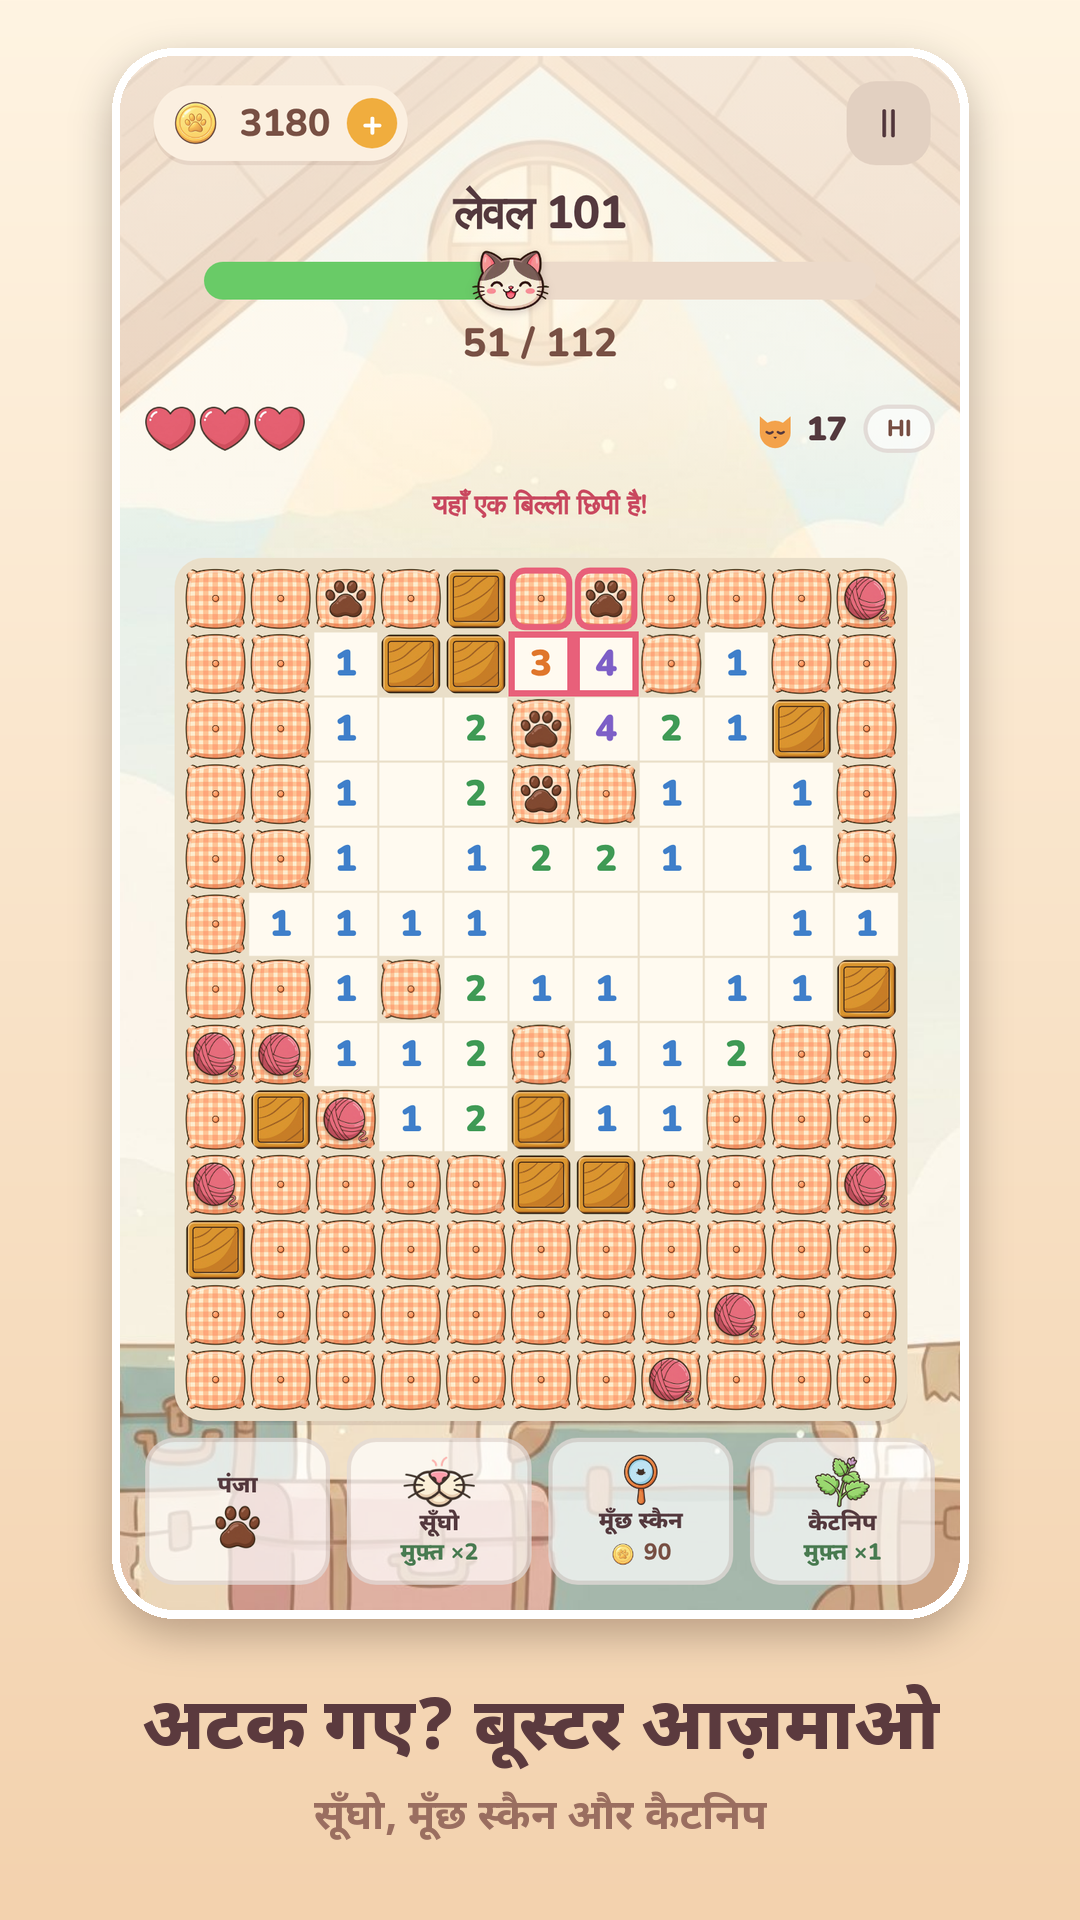 3180 +
लेवल 101
51 / 112
17 HI
यहाँ एक बिल्ली छिपी है!
1 3 4 1
1 2 4 2 1
1 2 1 1
1 1 2 2 1 1
1 1 1 1 1 1
1 2 1 1 1 1
1 1 2 1 1 2
1 2 1 1
पंजा
सूँघो
मुफ़्त ×2
मूँछ स्कैन
90
कैटनिप
मुफ़्त ×1
अटक गए? बूस्टर आज़माओ
सूँघो, मूँछ स्कैन और कैटनिप